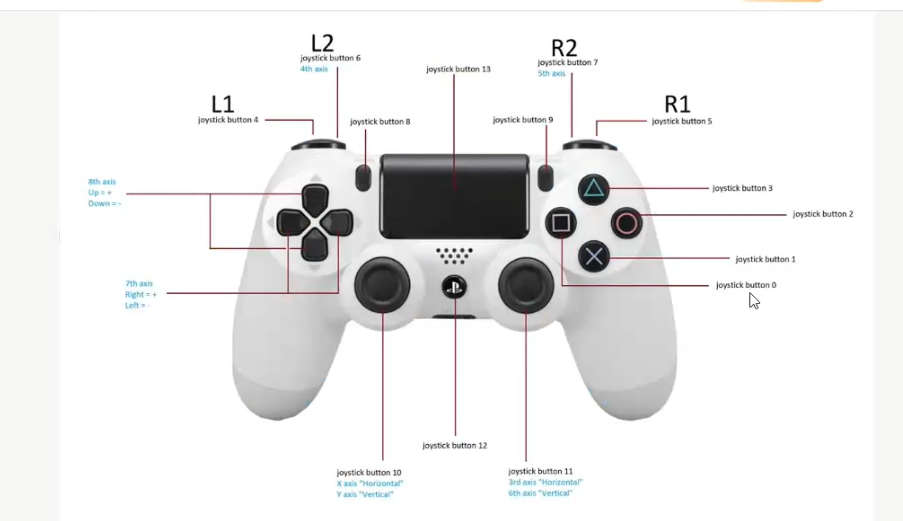 L2
joystick button 6
4th axis
R2
joystick button 7
5th axis
joystick button 13
L1
joystick button 4
joystick button 8
joystick button 9
R1
joystick button 5
8th axis
Up = +
Down = -
joystick button 3
joystick button 2
joystick button 1
joystick button 0
7th axis
Right = +
Left = -
joystick button 12
joystick button 10
X axis "Horizontal"
Y axis "Vertical"
joystick button 11
3rd axis "Horizontal"
6th axis "Vertical"